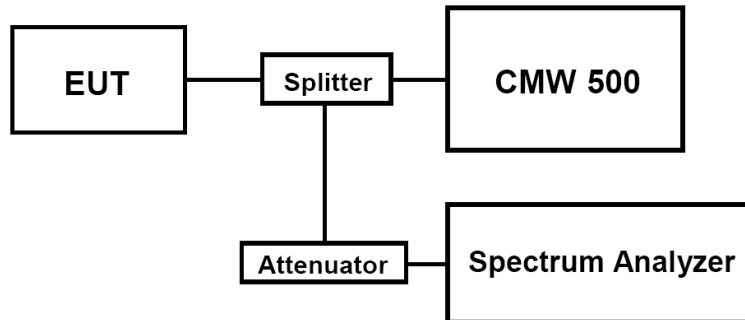 EUT
Splitter
CMW 500
Attenuator
Spectrum Analyzer